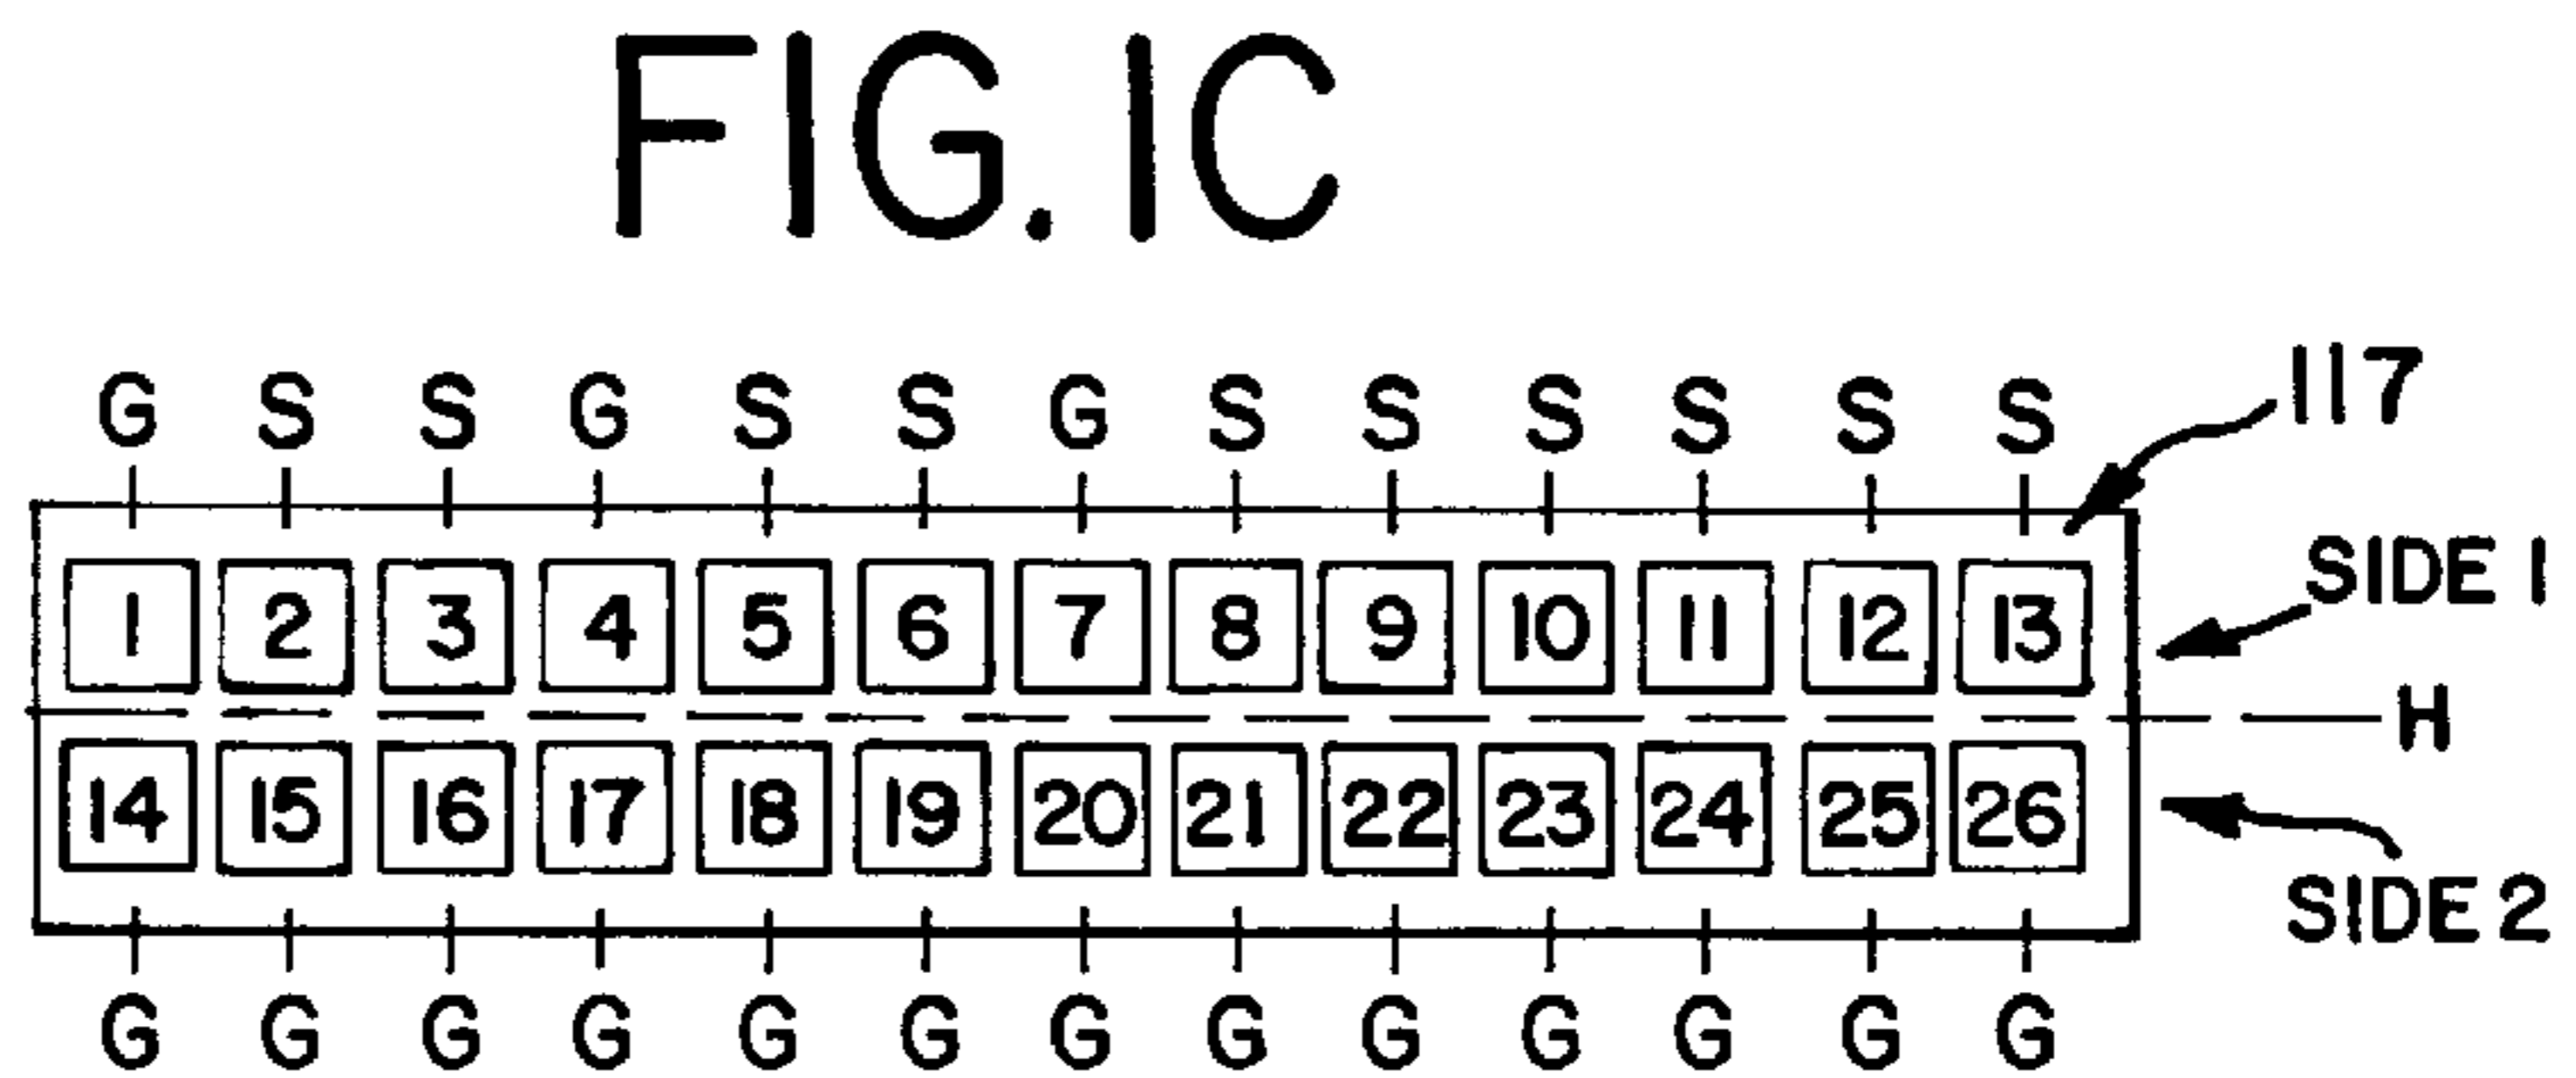 FIG. 1C
G S S G S S G S S S S S S
117
1 2 3 4 5 6 7 8 9 10 11 12 13
SIDE 1
H
14 15 16 17 18 19 20 21 22 23 24 25 26
SIDE 2
G G G G G G G G G G G G G